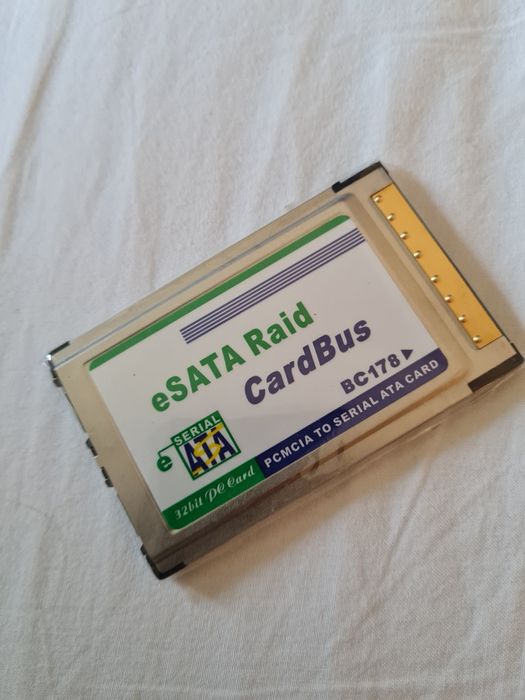 eSATA Raid
CardBus
BC178
e SERIAL
ATA
32bit PC Card
PCMCIA TO SERIAL ATA CARD